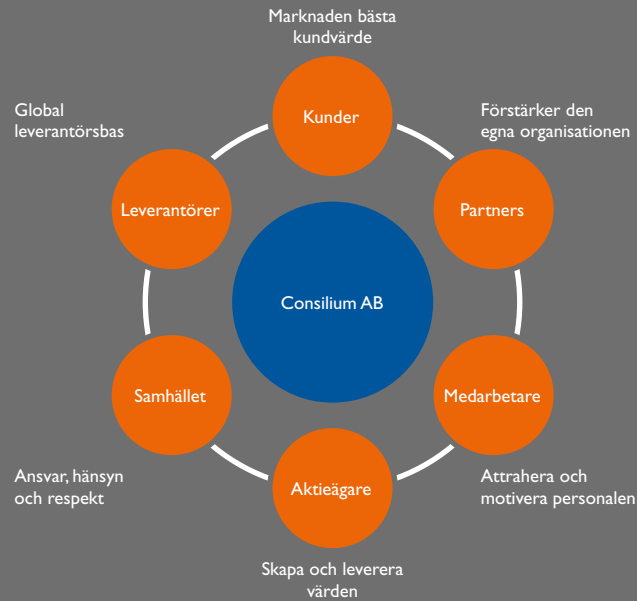 Marknaden bästa
kundvärde
Kunder
Global
leverantörsbas
Förstärker den
egna organisationen
Leverantörer
Partners
Consilium AB
Samhället
Medarbetare
Ansvar, hänsyn
och respekt
Aktieägare
Attrahera och
motivera personalen
Skapa och leverera
värden